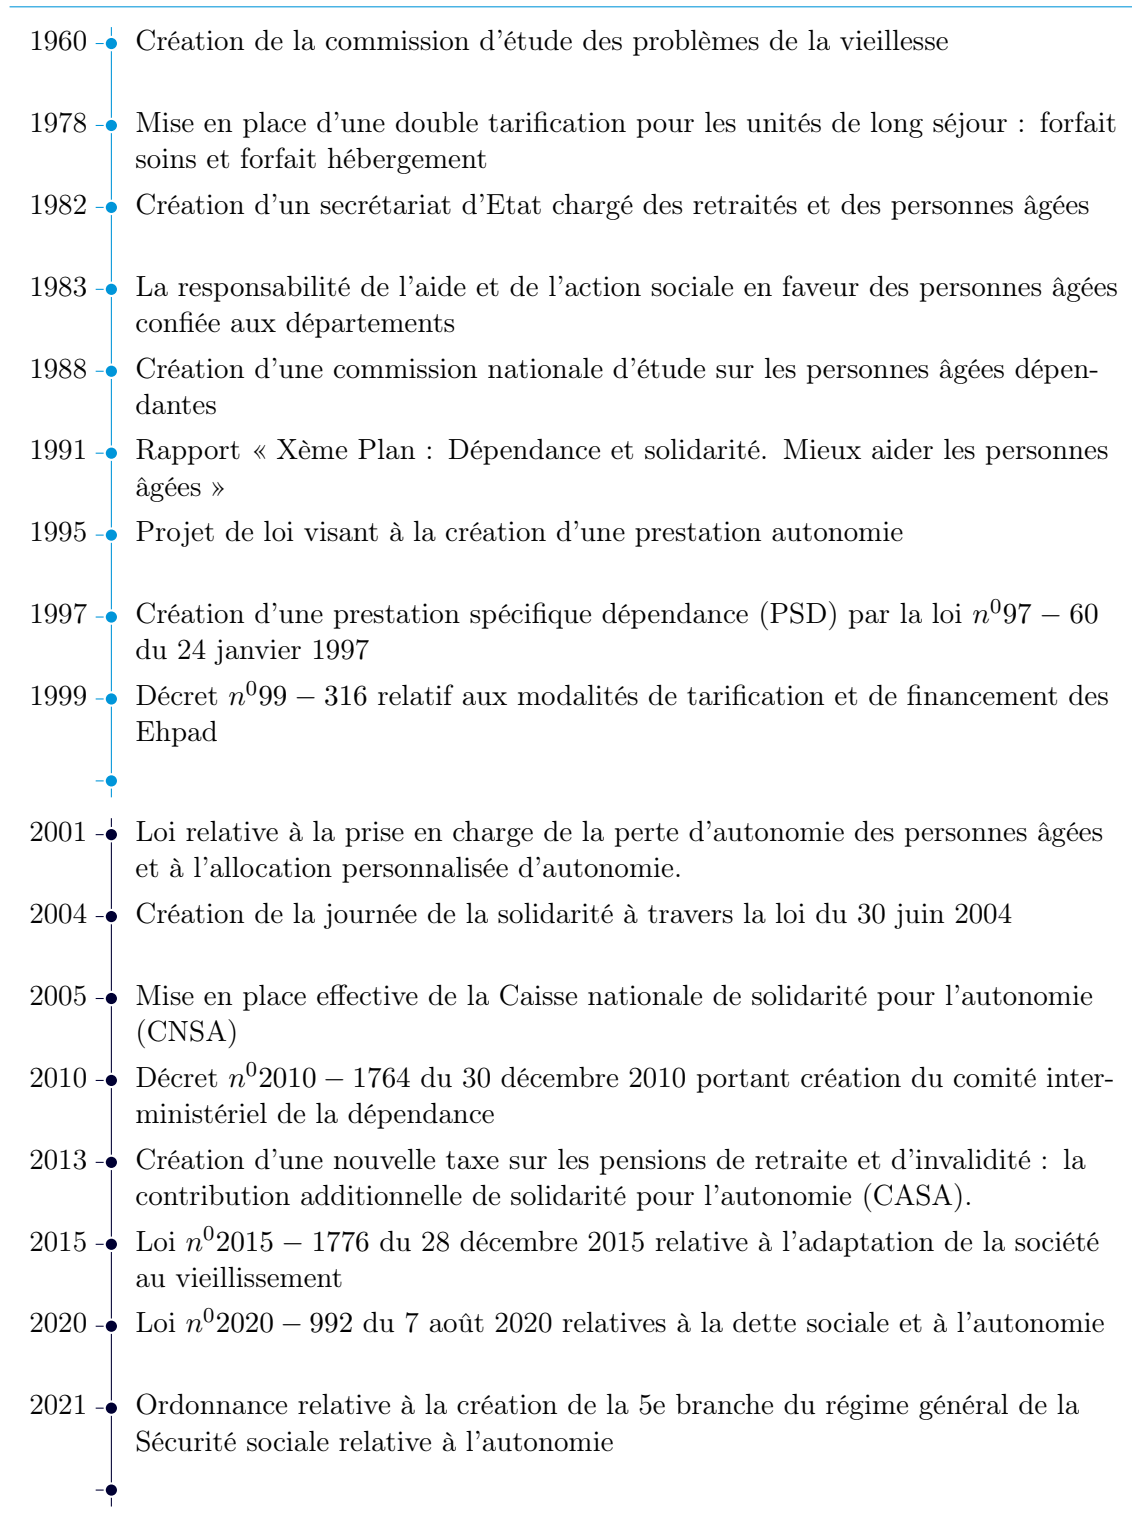 1960 Création de la commission d'étude des problèmes de la vieillesse
1978 Mise en place d'une double tarification pour les unités de long séjour : forfait
soins et forfait hébergement
1982 Création d'un secrétariat d'Etat chargé des retraités et des personnes âgées
1983 La responsabilité de l'aide et de l'action sociale en faveur des personnes âgées
confiée aux départements
1988 Création d'une commission nationale d'étude sur les personnes âgées dépen-
dantes
1991 Rapport « Xème Plan : Dépendance et solidarité. Mieux aider les personnes
âgées »
1995 Projet de loi visant à la création d'une prestation autonomie
1997 Création d'une prestation spécifique dépendance (PSD) par la loi n⁰97 − 60
du 24 janvier 1997
1999 Décret n⁰99 − 316 relatif aux modalités de tarification et de financement des
Ehpad
2001 Loi relative à la prise en charge de la perte d'autonomie des personnes âgées
et à l'allocation personnalisée d'autonomie.
2004 Création de la journée de la solidarité à travers la loi du 30 juin 2004
2005 Mise en place effective de la Caisse nationale de solidarité pour l'autonomie
(CNSA)
2010 Décret n⁰2010 − 1764 du 30 décembre 2010 portant création du comité inter-
ministériel de la dépendance
2013 Création d'une nouvelle taxe sur les pensions de retraite et d'invalidité : la
contribution additionnelle de solidarité pour l'autonomie (CASA).
2015 Loi n⁰2015 − 1776 du 28 décembre 2015 relative à l'adaptation de la société
au vieillissement
2020 Loi n⁰2020 − 992 du 7 août 2020 relatives à la dette sociale et à l'autonomie
2021 Ordonnance relative à la création de la 5e branche du régime général de la
Sécurité sociale relative à l'autonomie